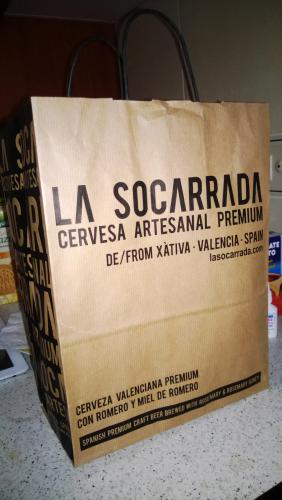 LA SOCARRADA
CERVESA ARTESANAL PREMIUM
DE/FROM XÀTIVA · VALENCIA · SPAIN
lasocarrada.com
CERVEZA VALENCIANA PREMIUM
CON ROMERO Y MIEL DE ROMERO
SPANISH PREMIUM CRAFT BEER BREWED WITH ROSEMARY & ROSEMARY HONEY